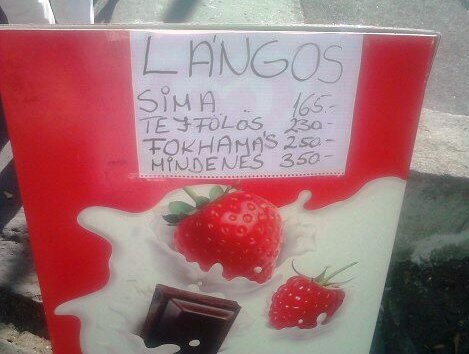 LÁNGOS
SIMA 165.-
TEJFÖLÖS 230-
FOKHAMÁS 250-
MINDENES 350-